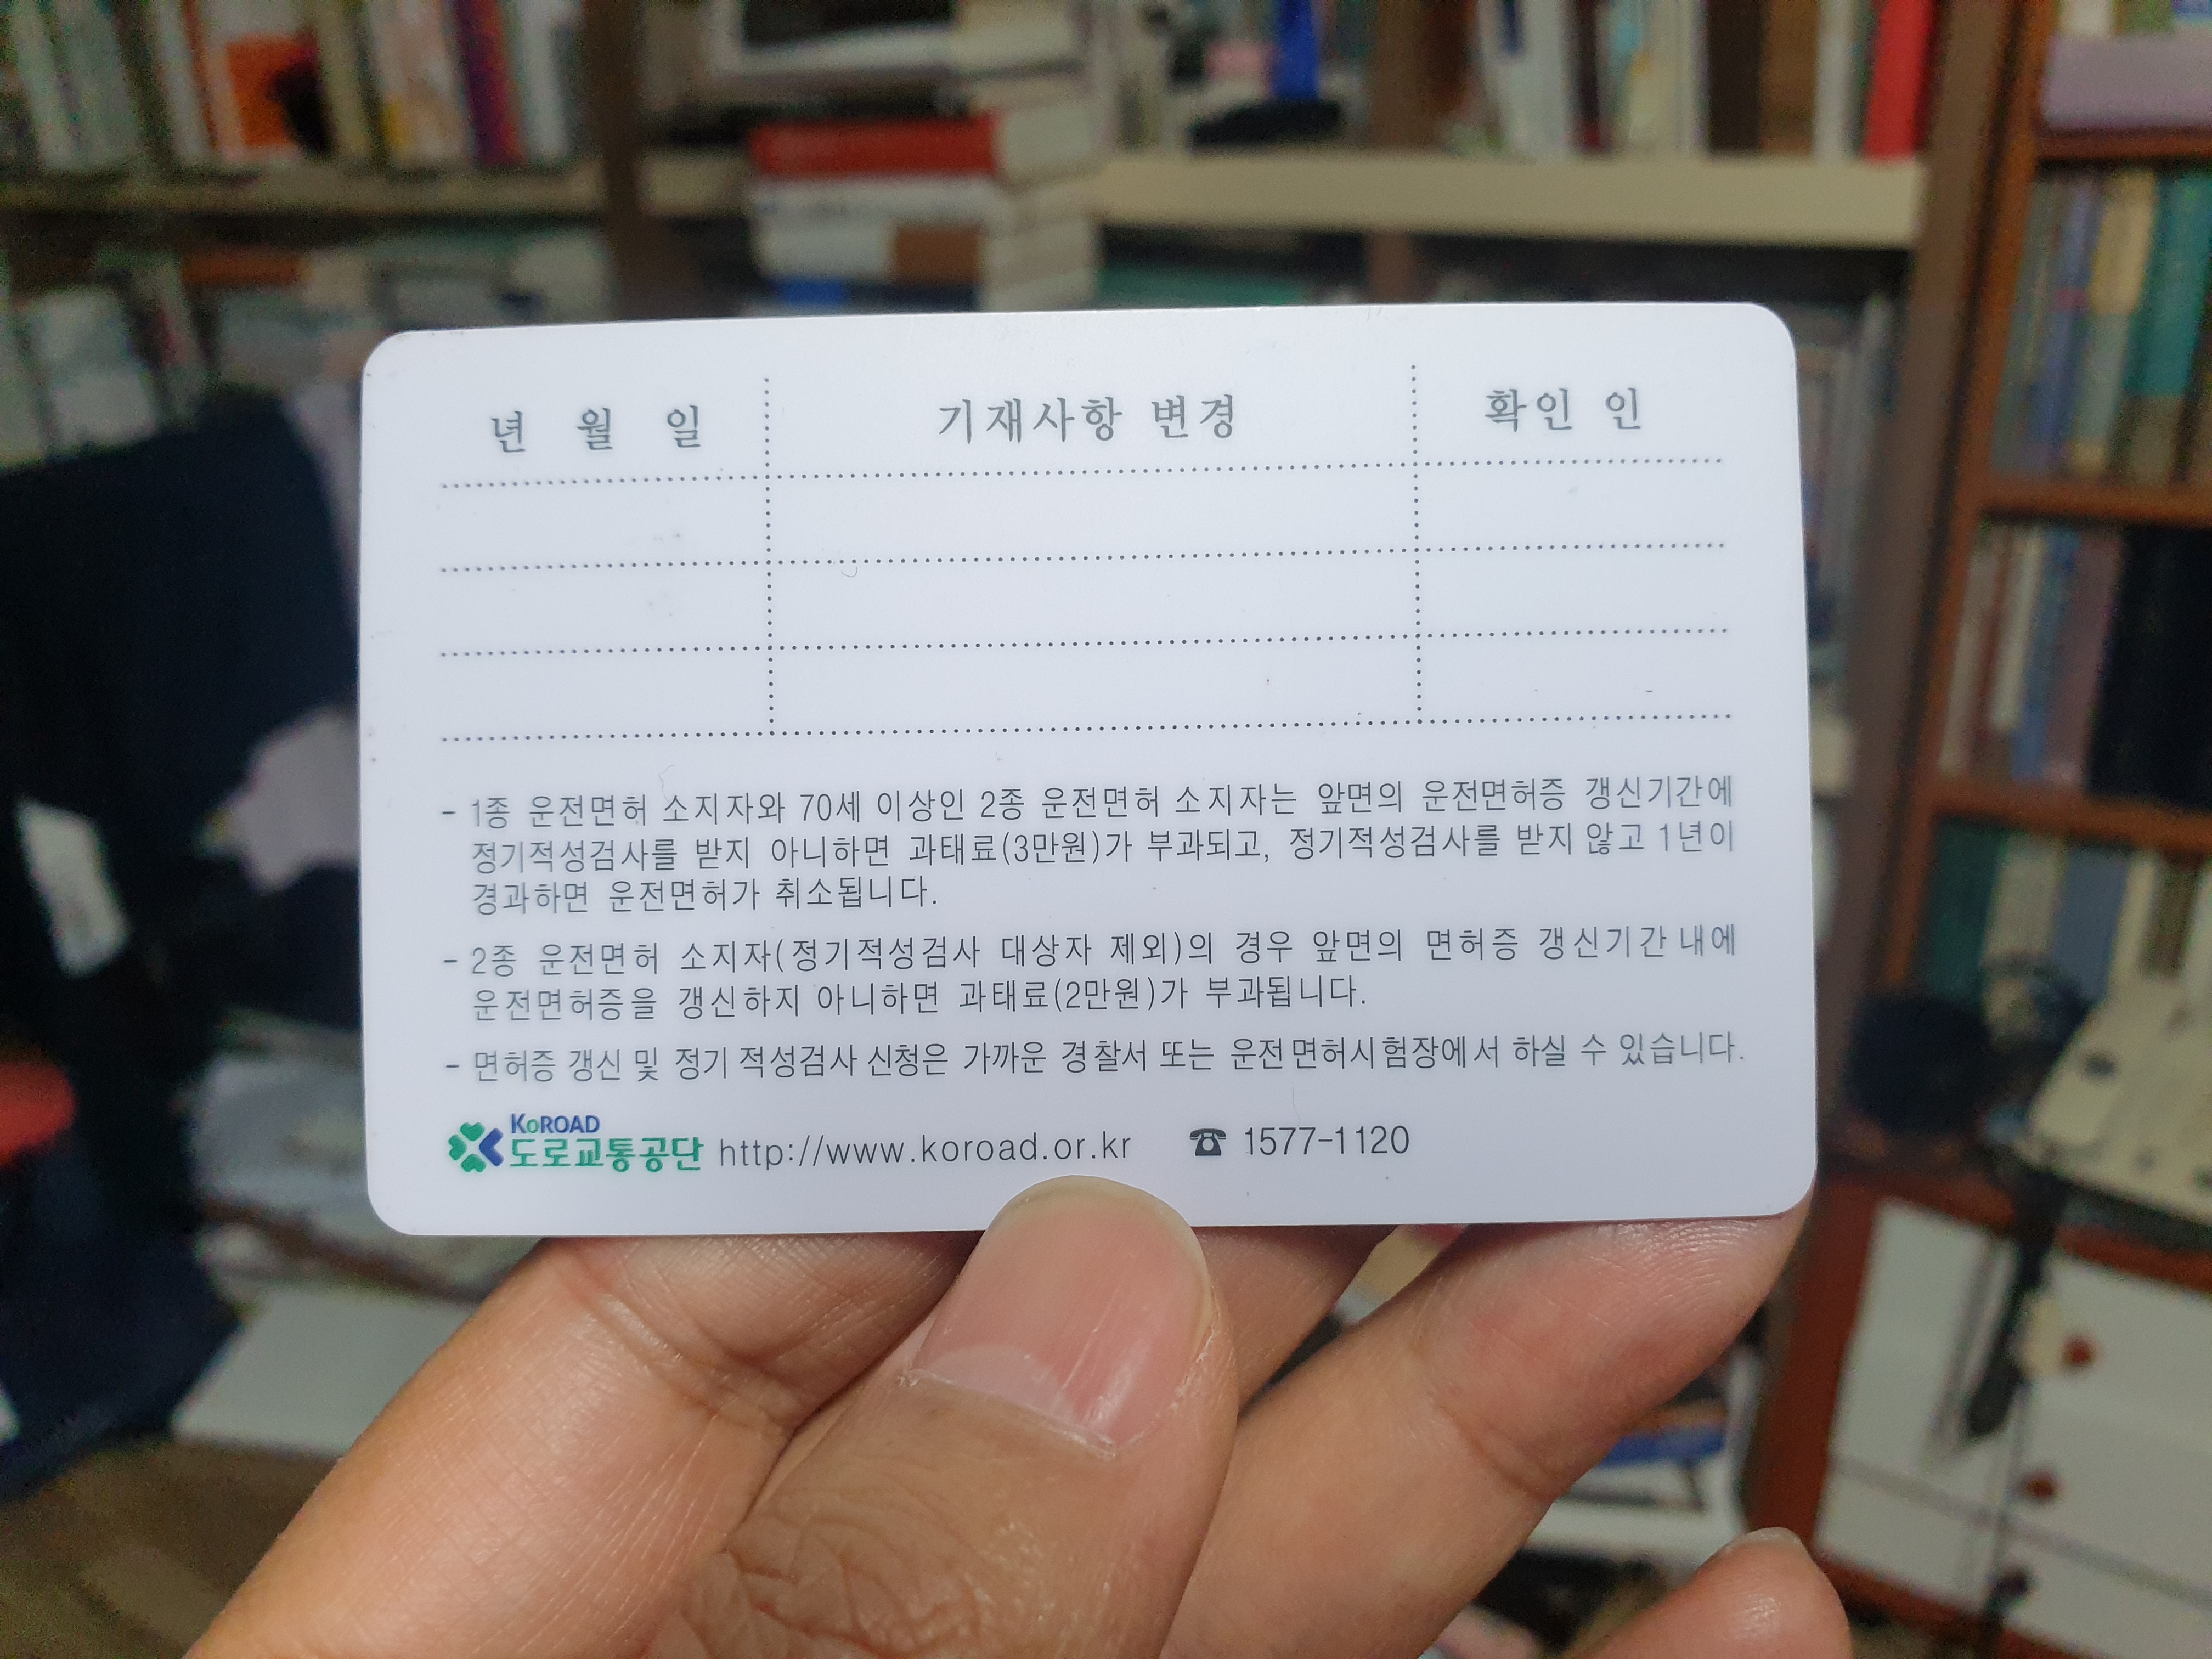 년 월 일 기재사항 변경 확인 인
- 1종 운전면허 소지자와 70세 이상인 2종 운전면허 소지자는 앞면의 운전면허증 갱신기간에
정기적성검사를 받지 아니하면 과태료(3만원)가 부과되고, 정기적성검사를 받지 않고 1년이
경과하면 운전면허가 취소됩니다.
- 2종 운전면허 소지자(정기적성검사 대상자 제외)의 경우 앞면의 면허증 갱신기간 내에
운전면허증을 갱신하지 아니하면 과태료(2만원)가 부과됩니다.
- 면허증 갱신 및 정기 적성검사 신청은 가까운 경찰서 또는 운전면허시험장에서 하실 수 있습니다.
KoROAD
도로교통공단 http://www.koroad.or.kr ☎ 1577-1120